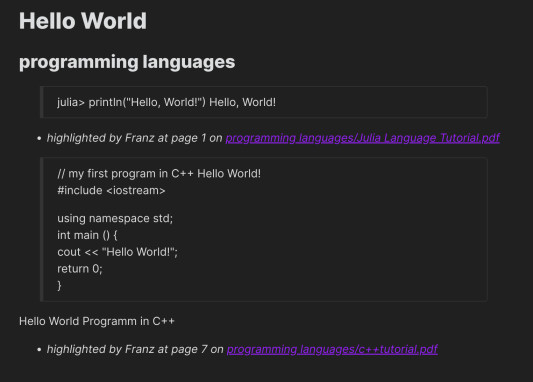 Hello World
programming languages
julia> println("Hello, World!") Hello, World!
• highlighted by Franz at page 1 on programming languages/Julia Language Tutorial.pdf
// my first program in C++ Hello World!
#include <iostream>
using namespace std;
int main () {
cout << "Hello World!";
return 0;
}
Hello World Programm in C++
• highlighted by Franz at page 7 on programming languages/c++tutorial.pdf